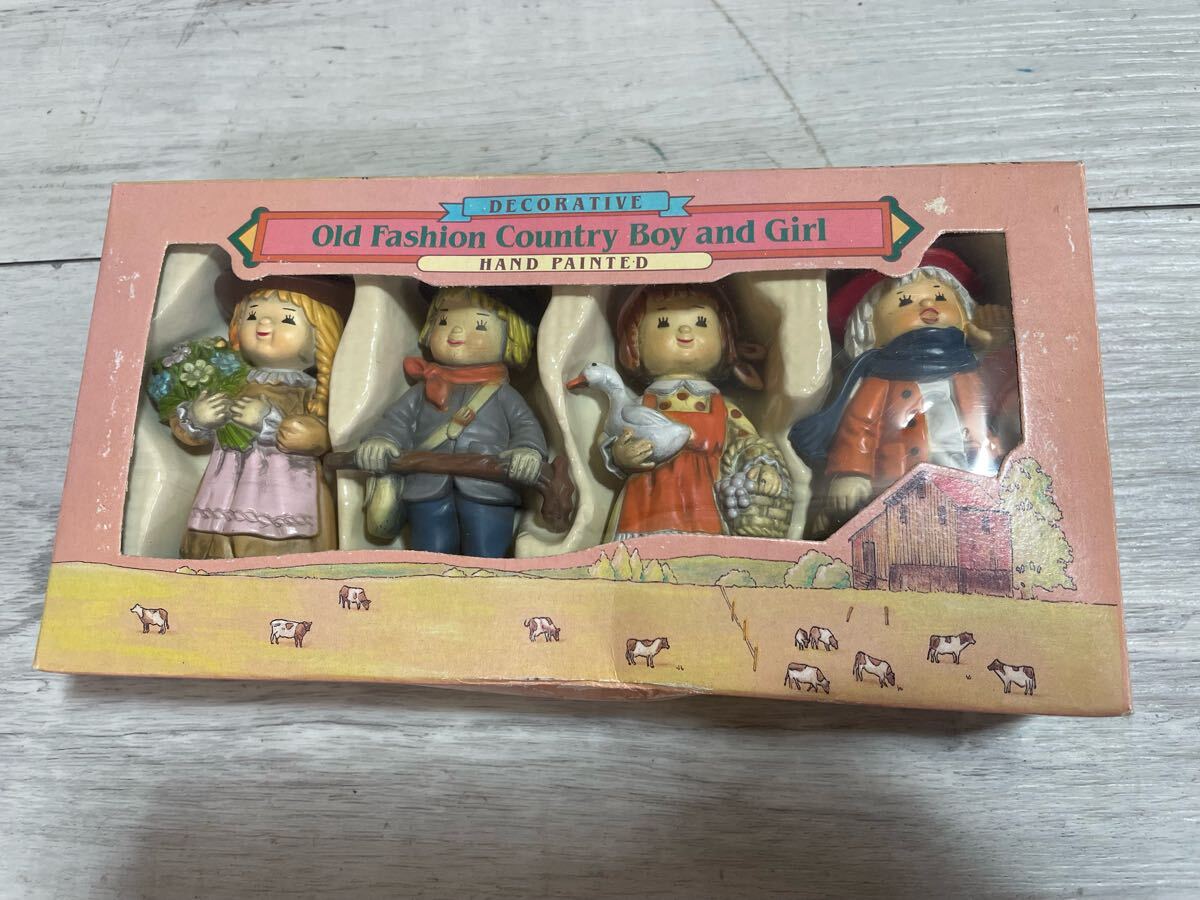 DECORATIVE
Old Fashion Country Boy and Girl
HAND PAINTED